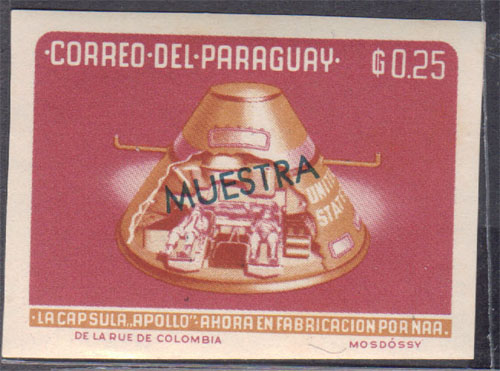 ·CORREO·DEL·PARAGUAY· ₲0.25
MUESTRA
UNITED
STATES
·LA CAPSULA „APOLLO"·AHORA EN FABRICACION POR NAA.·
DE LA RUE DE COLOMBIA MOSDÓSSY